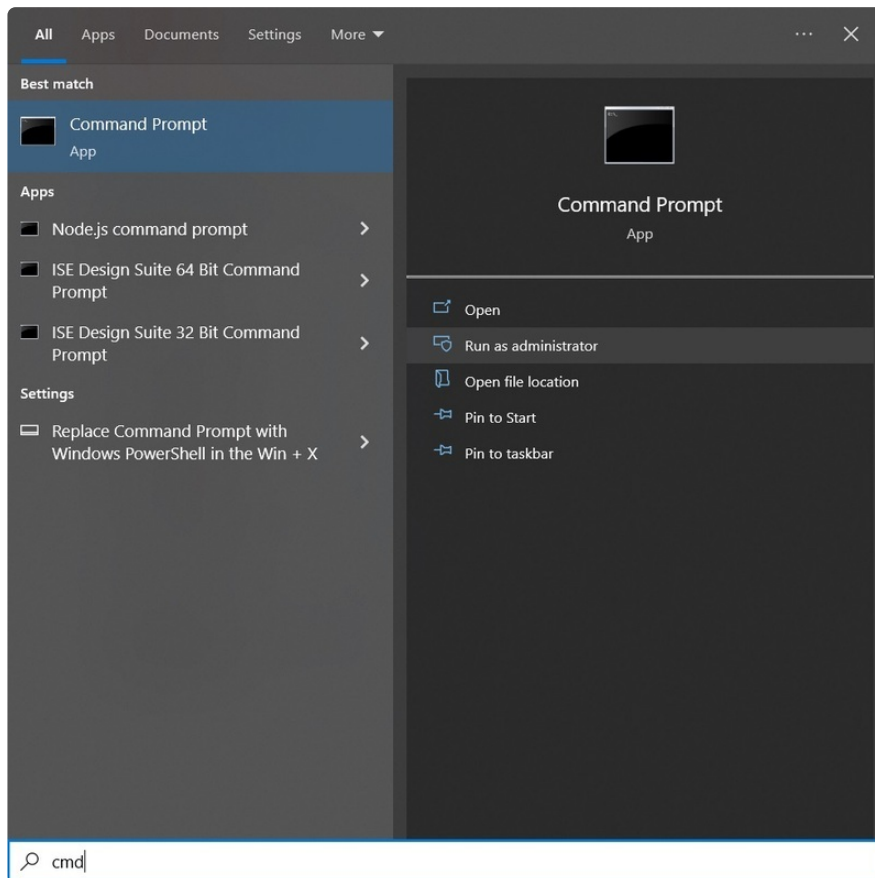 All Apps Documents Settings More ...
Best match
Command Prompt
App
Apps
Node.js command prompt
ISE Design Suite 64 Bit Command
Prompt
ISE Design Suite 32 Bit Command
Prompt
Settings
Replace Command Prompt with
Windows PowerShell in the Win + X
Command Prompt
App
Open
Run as administrator
Open file location
Pin to Start
Pin to taskbar
cmd